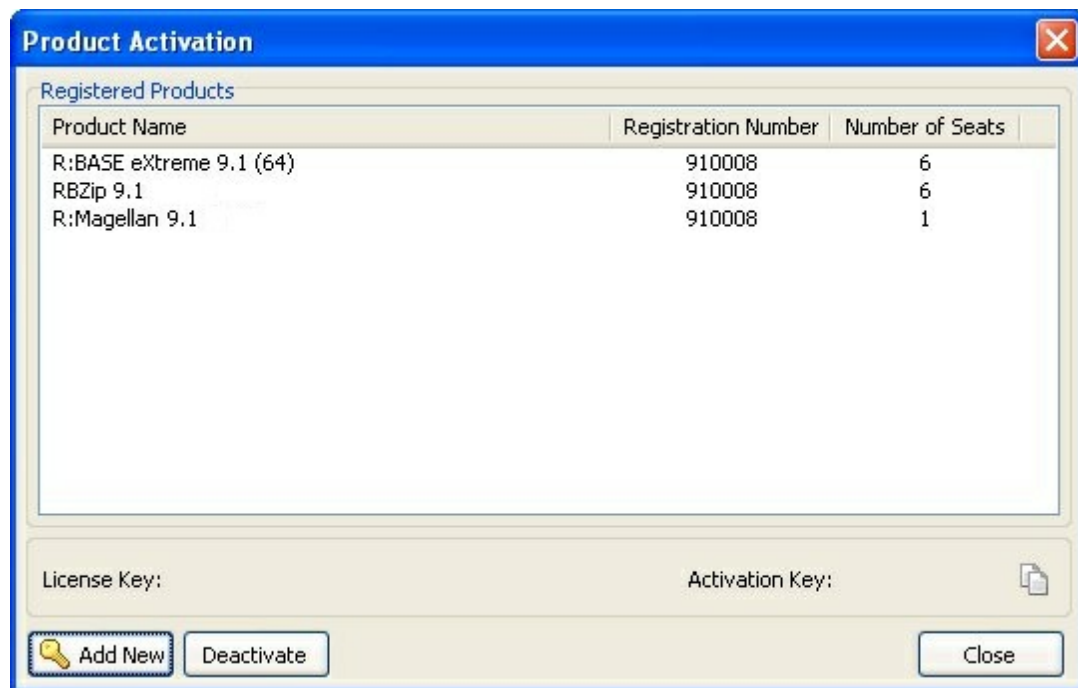 Product Activation
Registered Products
Product Name Registration Number Number of Seats
R:BASE eXtreme 9.1 (64) 910008 6
RBZip 9.1 910008 6
R:Magellan 9.1 910008 1
License Key: Activation Key:
Add New Deactivate Close